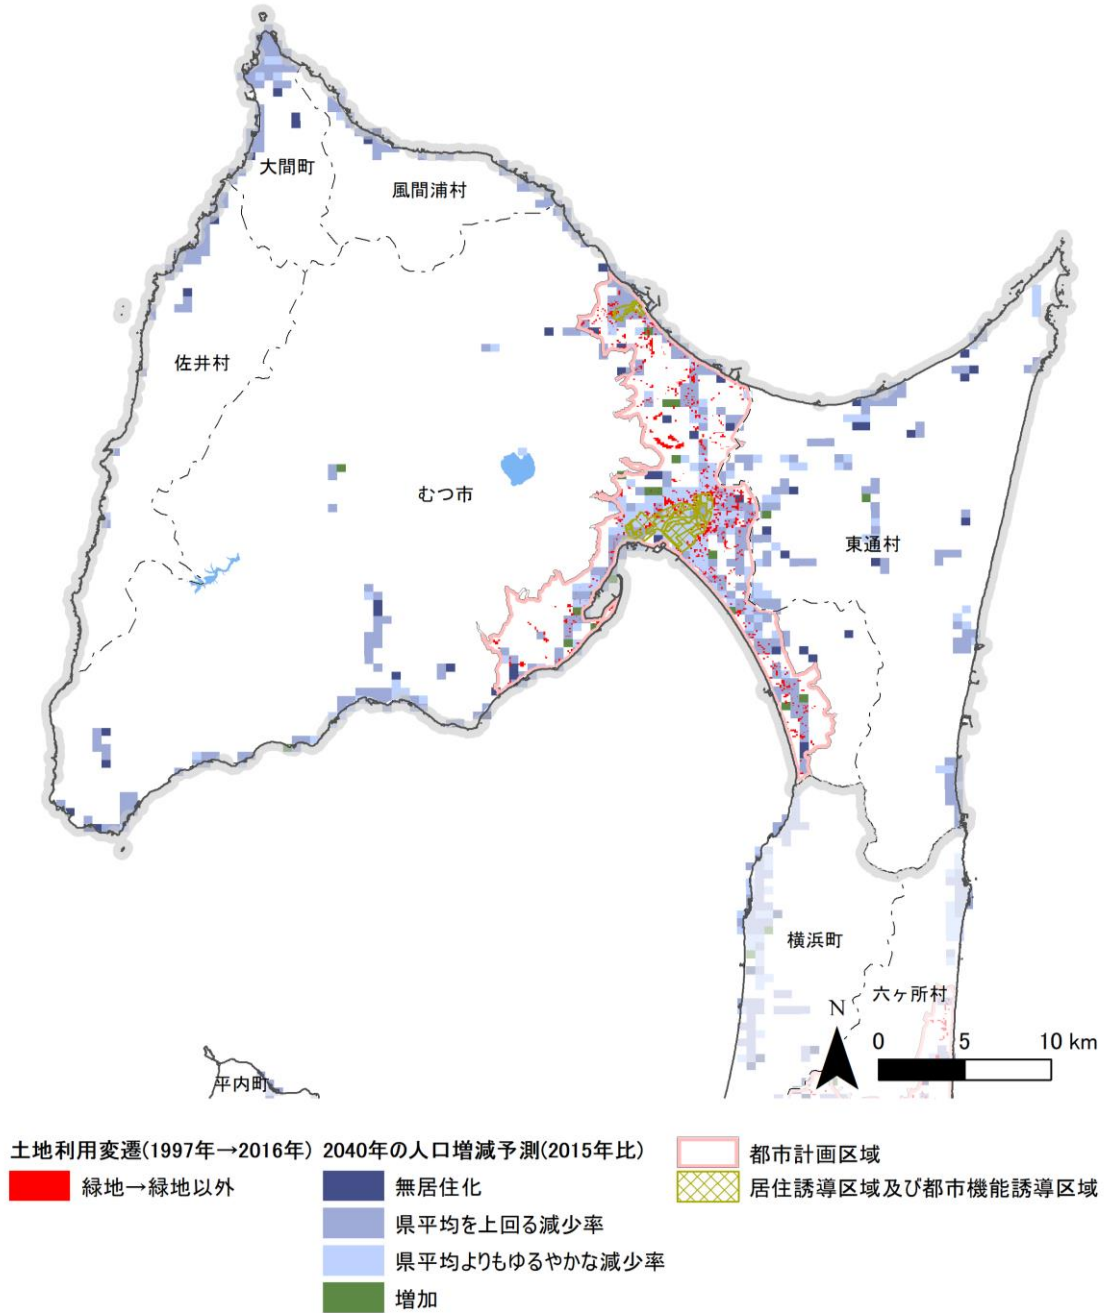 大間町
風間浦村
佐井村
むつ市
東通村
横浜町
六ヶ所村
N
0 5 10 km
平内町
土地利用変遷(1997年→2016年)
緑地→緑地以外
2040年の人口増減予測(2015年比)
無居住化
県平均を上回る減少率
県平均よりもゆるやかな減少率
増加
都市計画区域
居住誘導区域及び都市機能誘導区域